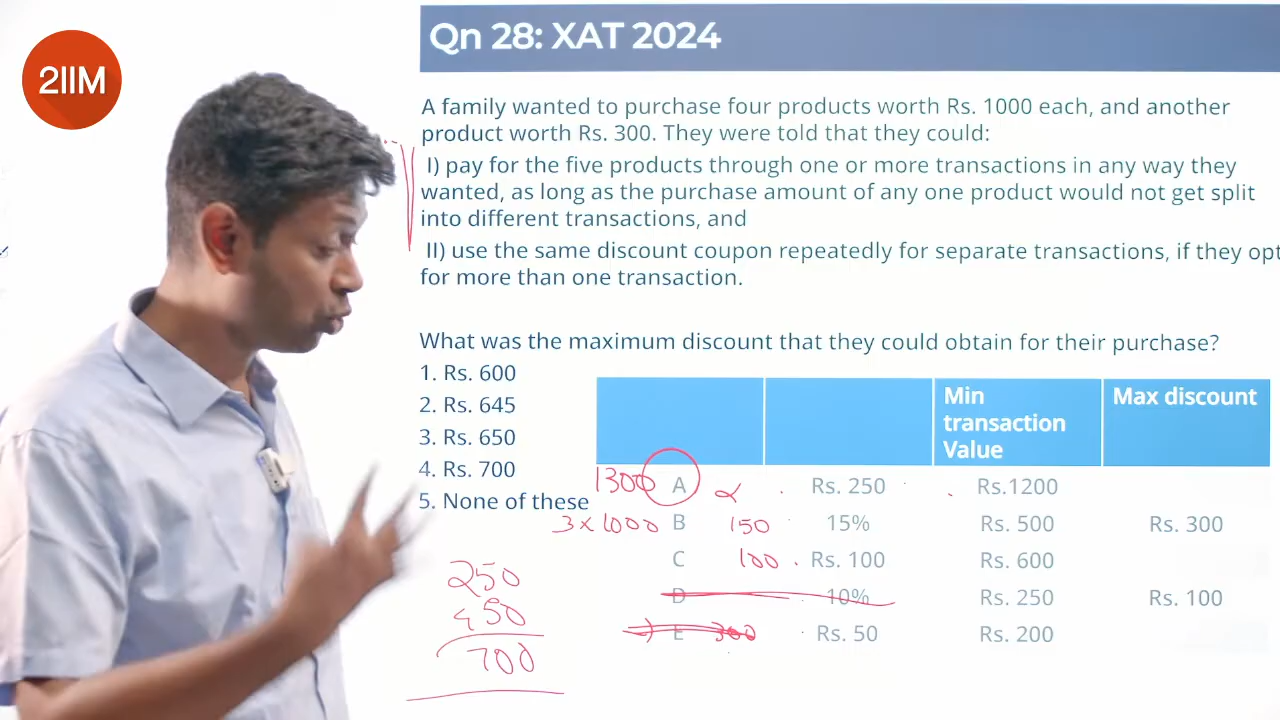 2IIM
Qn 28: XAT 2024
A family wanted to purchase four products worth Rs. 1000 each, and another
product worth Rs. 300. They were told that they could:
I) pay for the five products through one or more transactions in any way they
wanted, as long as the purchase amount of any one product would not get split
into different transactions, and
II) use the same discount coupon repeatedly for separate transactions, if they opt
for more than one transaction.
What was the maximum discount that they could obtain for their purchase?
1. Rs. 600
2. Rs. 645
3. Rs. 650
4. Rs. 700
5. None of these
Min transaction Value Max discount
1300 A Rs. 250 Rs.1200
3 x 1000 B 150 15% Rs. 500 Rs. 300
C 100 Rs. 100 Rs. 600
D 10% Rs. 250 Rs. 100
E 300 Rs. 50 Rs. 200
250
450
700